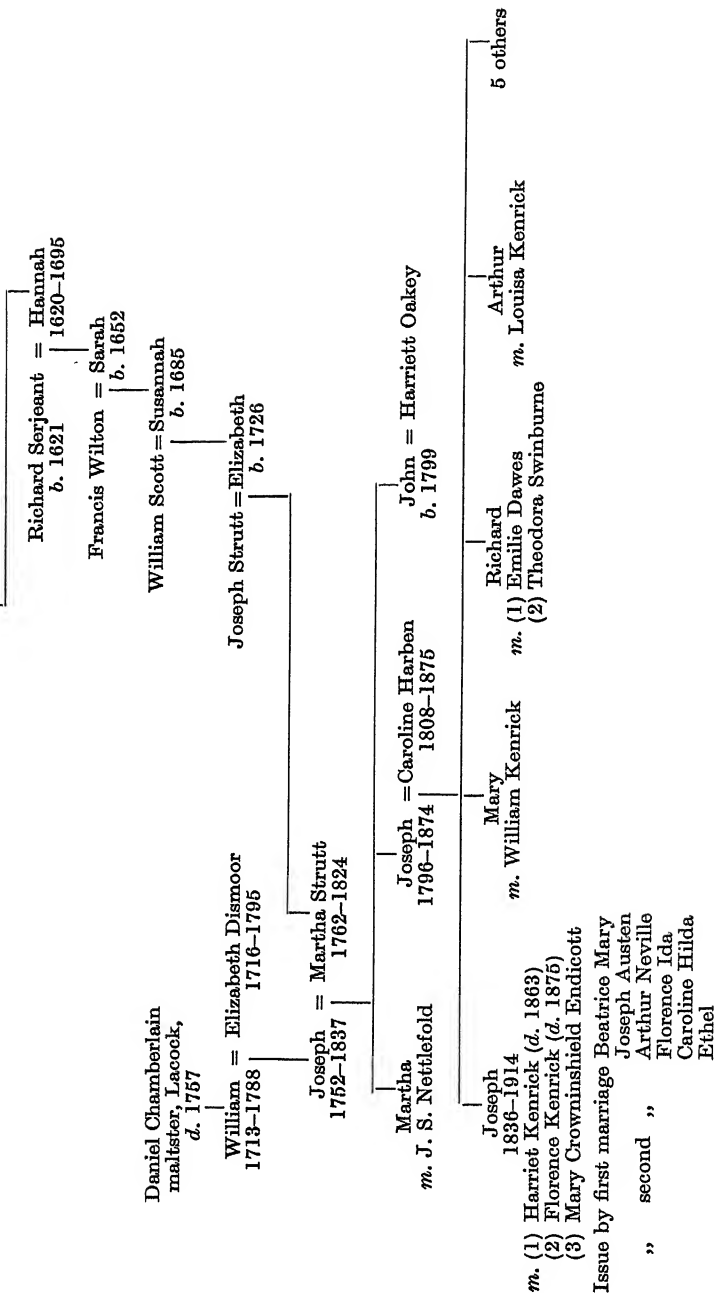 Richard Serjeant = Hannah
b. 1621 1620–1695
Francis Wilton = Sarah
b. 1652
William Scott = Susannah
b. 1685
Joseph Strutt = Elizabeth
b. 1726
Daniel Chamberlain
maltster, Lacock,
d. 1757
William = Elizabeth Dismoor
1713–1788 1716–1795
Joseph = Martha Strutt
1752–1837 1762–1824
Martha
m. J. S. Nettlefold
Joseph = Caroline Harben
1796–1874 1808–1875
John = Harriett Oakey
b. 1799
Joseph
1836–1914
m. (1) Harriet Kenrick (d. 1863)
(2) Florence Kenrick (d. 1875)
(3) Mary Crowninshield Endicott
Issue by first marriage Beatrice Mary
Joseph Austen
„ second „ Arthur Neville
Florence Ida
Caroline Hilda
Ethel
Mary
m. William Kenrick
Richard
m. (1) Emilie Dawes
(2) Theodora Swinburne
Arthur
m. Louisa Kenrick
5 others